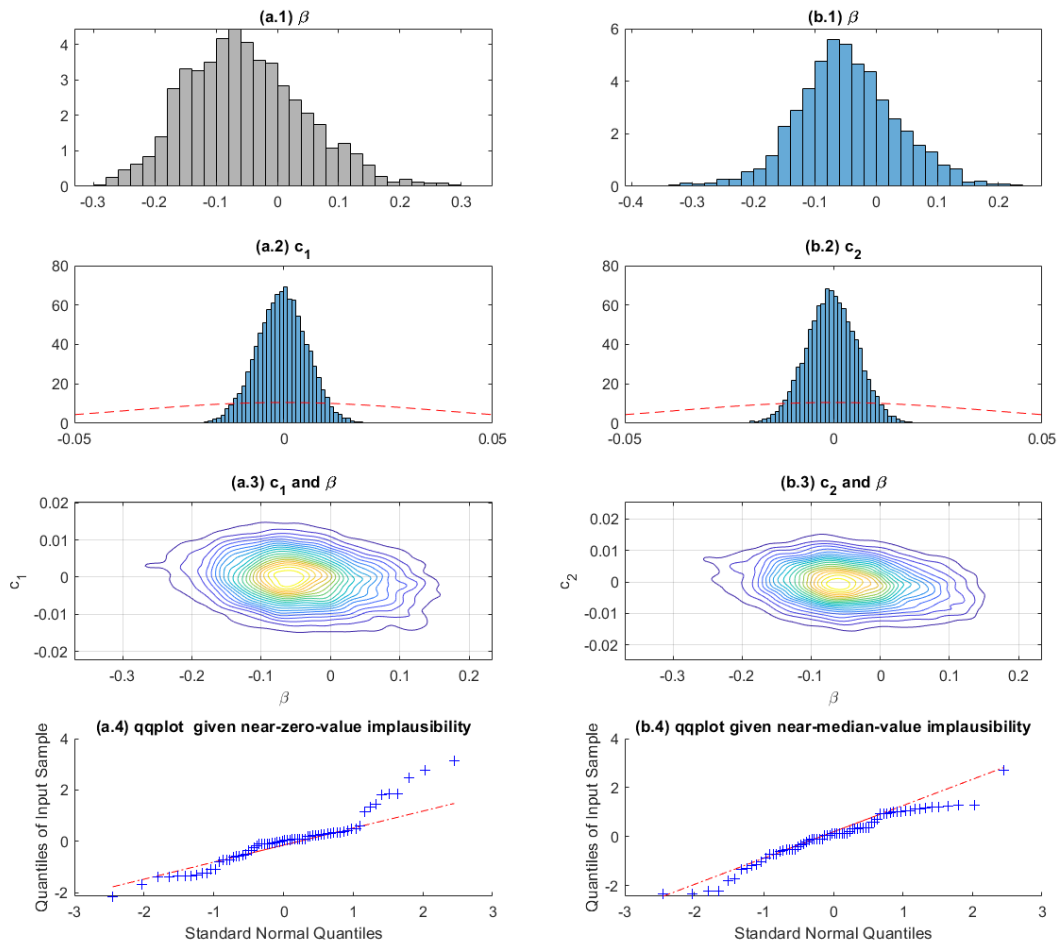 (a.1) β
4
3
2
1
0
-0.3 -0.2 -0.1 0 0.1 0.2 0.3
(b.1) β
6
4
2
0
-0.4 -0.3 -0.2 -0.1 0 0.1 0.2
(a.2) c1
80
60
40
20
0
-0.05 0 0.05
(b.2) c2
80
60
40
20
0
-0.05 0 0.05
(a.3) c1 and β
c1
0.02
0.01
0
-0.01
-0.02
-0.3 -0.2 -0.1 0 0.1 0.2
β
(b.3) c2 and β
c2
0.02
0.01
0
-0.01
-0.02
-0.3 -0.2 -0.1 0 0.1 0.2
β
(a.4) qqplot given near-zero-value implausibility
Quantiles of Input Sample
4
2
0
-2
-3 -2 -1 0 1 2 3
Standard Normal Quantiles
(b.4) qqplot given near-median-value implausibility
Quantiles of Input Sample
4
2
0
-2
-3 -2 -1 0 1 2 3
Standard Normal Quantiles